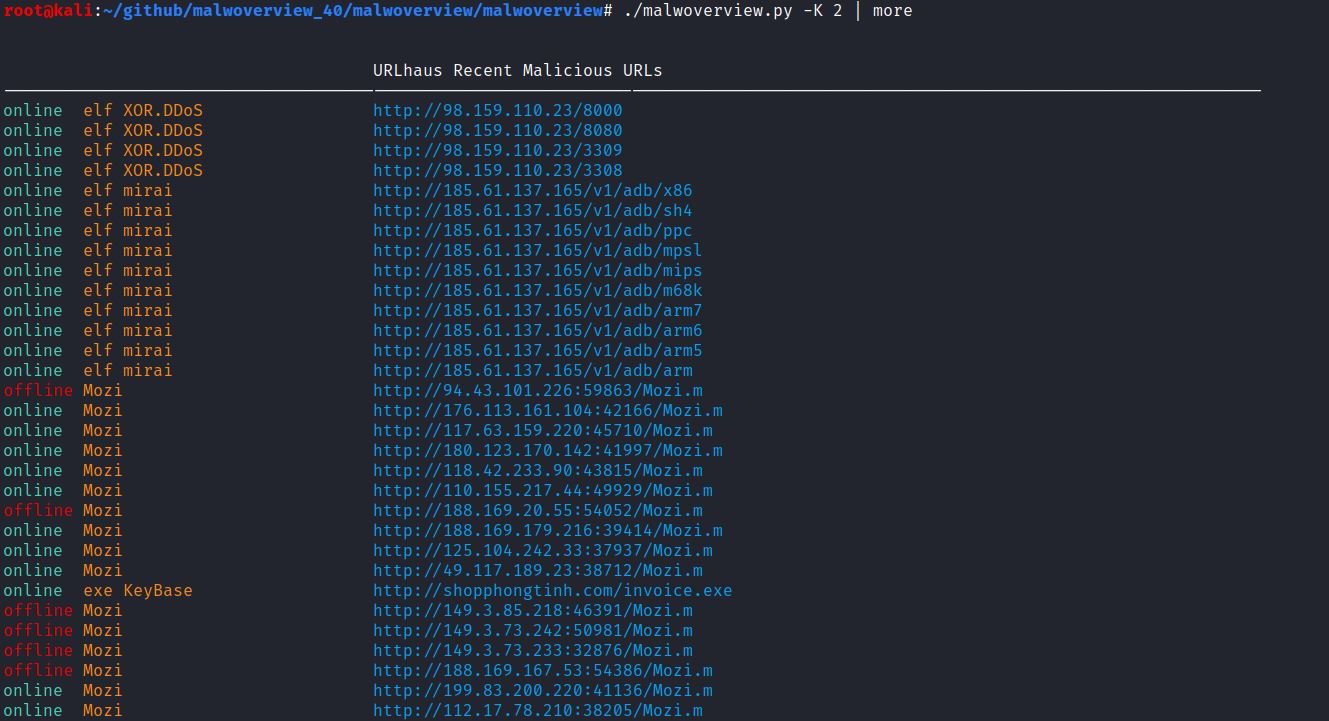 root@kali:~/github/malwoverview_40/malwoverview/malwoverview# ./malwoverview.py -K 2 | more
URLhaus Recent Malicious URLs
online elf XOR.DDoS http://98.159.110.23/8000
online elf XOR.DDoS http://98.159.110.23/8080
online elf XOR.DDoS http://98.159.110.23/3309
online elf XOR.DDoS http://98.159.110.23/3308
online elf mirai http://185.61.137.165/v1/adb/x86
online elf mirai http://185.61.137.165/v1/adb/sh4
online elf mirai http://185.61.137.165/v1/adb/ppc
online elf mirai http://185.61.137.165/v1/adb/mpsl
online elf mirai http://185.61.137.165/v1/adb/mips
online elf mirai http://185.61.137.165/v1/adb/m68k
online elf mirai http://185.61.137.165/v1/adb/arm7
online elf mirai http://185.61.137.165/v1/adb/arm6
online elf mirai http://185.61.137.165/v1/adb/arm5
online elf mirai http://185.61.137.165/v1/adb/arm
offline Mozi http://94.43.101.226:59863/Mozi.m
online Mozi http://176.113.161.104:42166/Mozi.m
online Mozi http://117.63.159.220:45710/Mozi.m
online Mozi http://180.123.170.142:41997/Mozi.m
online Mozi http://118.42.233.90:43815/Mozi.m
online Mozi http://110.155.217.44:49929/Mozi.m
offline Mozi http://188.169.20.55:54052/Mozi.m
online Mozi http://188.169.179.216:39414/Mozi.m
online Mozi http://125.104.242.33:37937/Mozi.m
online Mozi http://49.117.189.23:38712/Mozi.m
online exe KeyBase http://shopphongtinh.com/invoice.exe
offline Mozi http://149.3.85.218:46391/Mozi.m
offline Mozi http://149.3.73.242:50981/Mozi.m
offline Mozi http://149.3.73.233:32876/Mozi.m
offline Mozi http://188.169.167.53:54386/Mozi.m
online Mozi http://199.83.200.220:41136/Mozi.m
online Mozi http://112.17.78.210:38205/Mozi.m